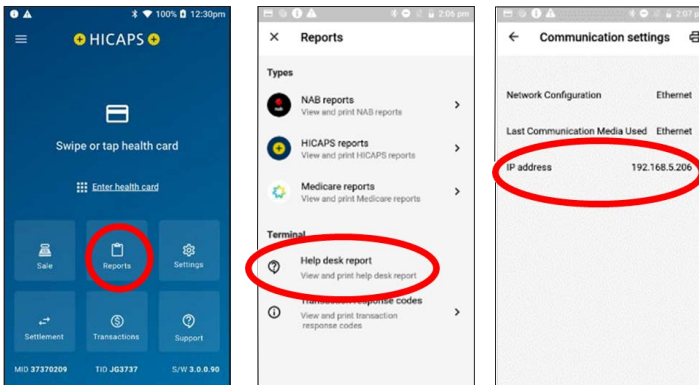 100% 12:30pm
HICAPS
Swipe or tap health card
Enter health card
Sale
Reports
Settings
Settlement
Transactions
Support
MID 37370209 TID JG3737 S/W 3.0.0.90
2:06 pm
Reports
Types
NAB reports
View and print NAB reports
HICAPS reports
View and print HICAPS reports
Medicare reports
View and print Medicare reports
Terminal
Help desk report
View and print help desk report
Transaction response codes
View and print transaction
response codes
2:07 p
Communication settings
Network Configuration Ethernet
Last Communication Media Used Ethernet
IP address 192.168.5.206